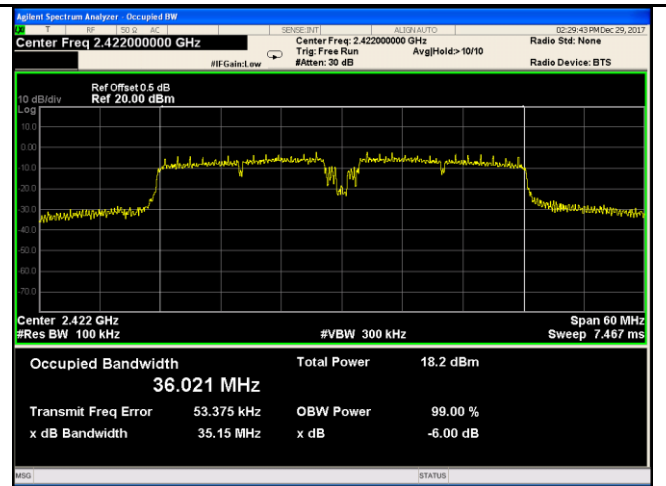 Agilent Spectrum Analyzer - Occupied BW
T RF 50 Ω AC SENSE:INT ALIGN AUTO 02:29:43 PM Dec 29, 2017
Center Freq 2.422000000 GHz Center Freq: 2.422000000 GHz Radio Std: None
Trig: Free Run Avg|Hold:> 10/10
#IFGain:Low #Atten: 30 dB Radio Device: BTS
Ref Offset 0.5 dB
10 dB/div Ref 20.00 dBm
Log
10.0
0.00
-10.0
-20.0
-30.0
-40.0
-50.0
-60.0
-70.0
Center 2.422 GHz Span 60 MHz
#Res BW 100 kHz #VBW 300 kHz Sweep 7.467 ms
Occupied Bandwidth Total Power 18.2 dBm
36.021 MHz
Transmit Freq Error 53.375 kHz OBW Power 99.00 %
x dB Bandwidth 35.15 MHz x dB -6.00 dB
MSG STATUS